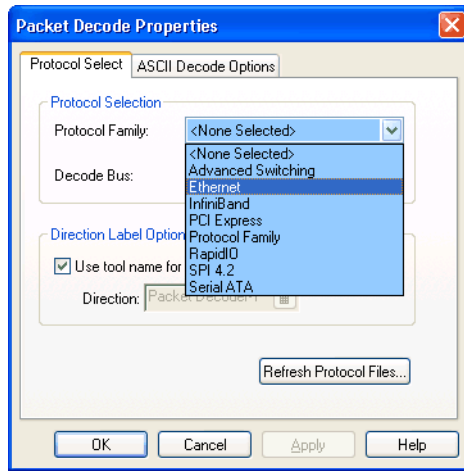 Packet Decode Properties
Protocol Select ASCII Decode Options
Protocol Selection
Protocol Family: <None Selected>
<None Selected>
Advanced Switching
Decode Bus:
Ethernet
InfiniBand
PCI Express
Direction Label Option
Protocol Family
RapidIO
Use tool name for
SPI 4.2
Serial ATA
Direction: Packet Decoder-1
Refresh Protocol Files...
OK Cancel Apply Help